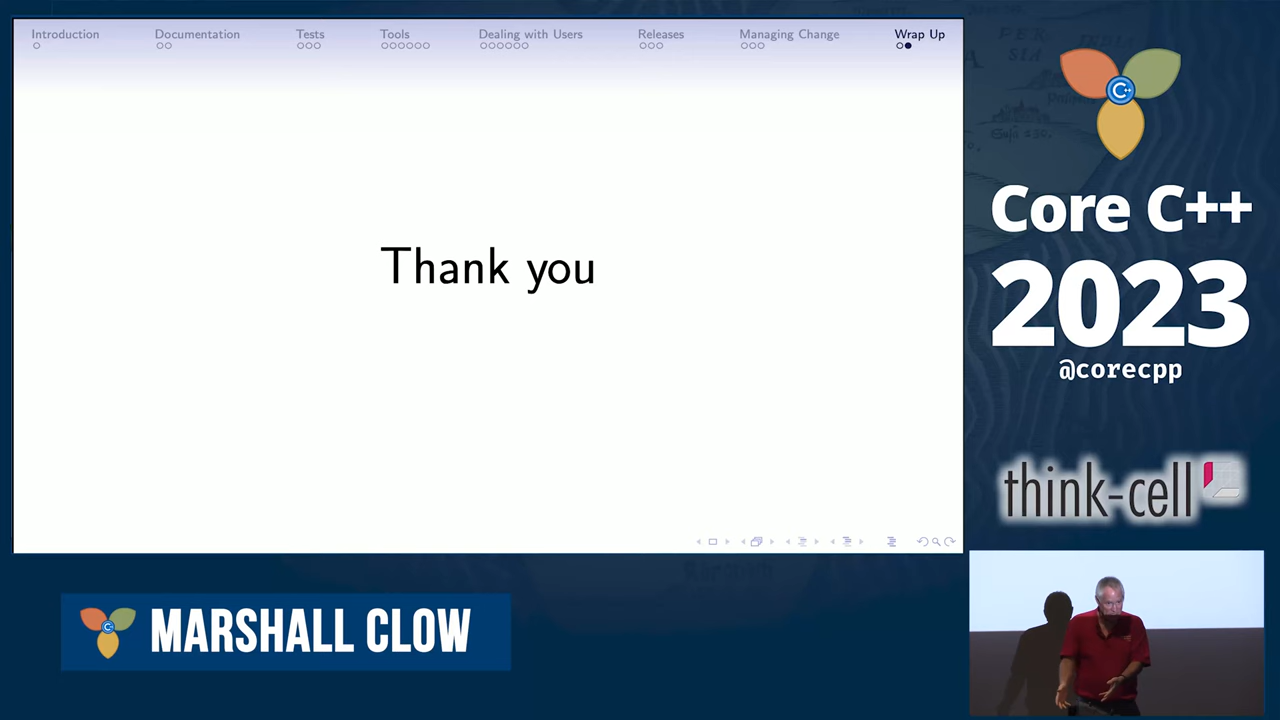 Introduction
Documentation
Tests
Tools
Dealing with Users
Releases
Managing Change
Wrap Up
Thank you
Core C++
2023
@corecpp
think-cell
C++
MARSHALL CLOW